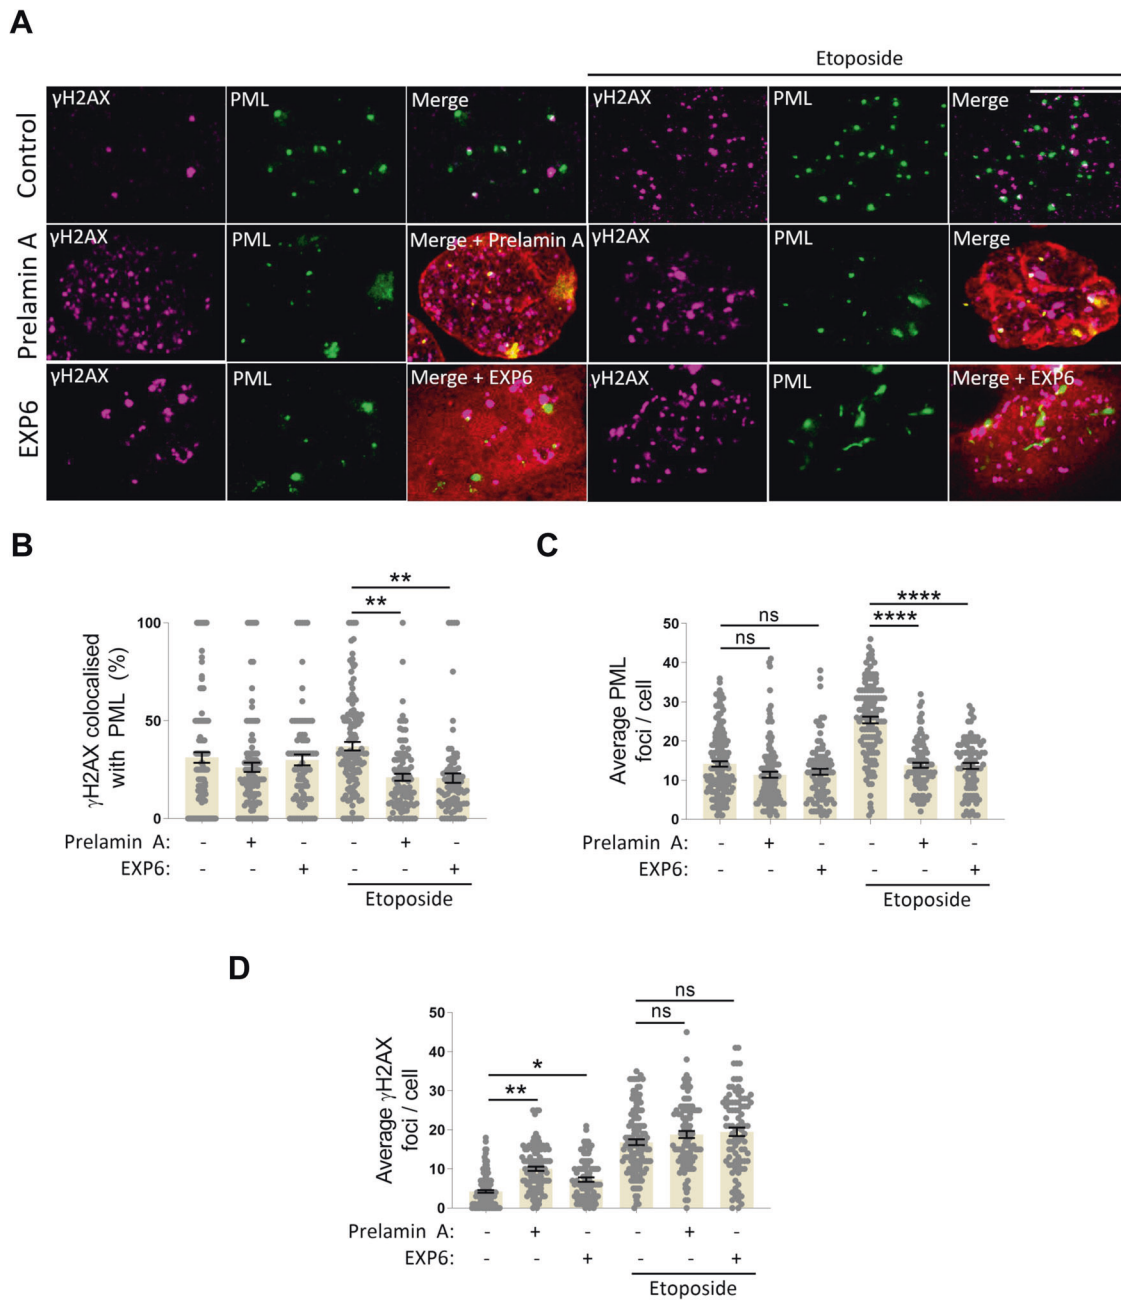 A
Etoposide
Control
γH2AX PML Merge γH2AX PML Merge
Prelamin A
γH2AX PML Merge + Prelamin A γH2AX PML Merge
EXP6
γH2AX PML Merge + EXP6 γH2AX PML Merge + EXP6
B
**
**
γH2AX colocalised
with PML (%)
100
50
0
Prelamin A: - + - - + -
EXP6: - - + - - +
Etoposide
C
ns
ns
****
****
Average PML
foci / cell
50
40
30
20
10
0
Prelamin A: - + - - + -
EXP6: - - + - - +
Etoposide
D
*
**
ns
ns
Average γH2AX
foci / cell
50
40
30
20
10
0
Prelamin A: - + - - + -
EXP6: - - + - - +
Etoposide